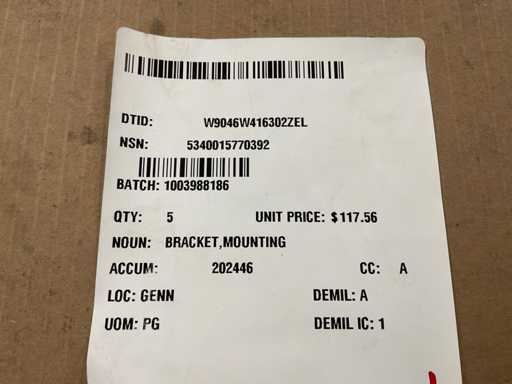 DTID: W9046W416302ZEL
NSN: 5340015770392
BATCH: 1003988186
QTY: 5 UNIT PRICE: $117.56
NOUN: BRACKET,MOUNTING
ACCUM: 202446 CC: A
LOC: GENN DEMIL: A
UOM: PG DEMIL IC: 1